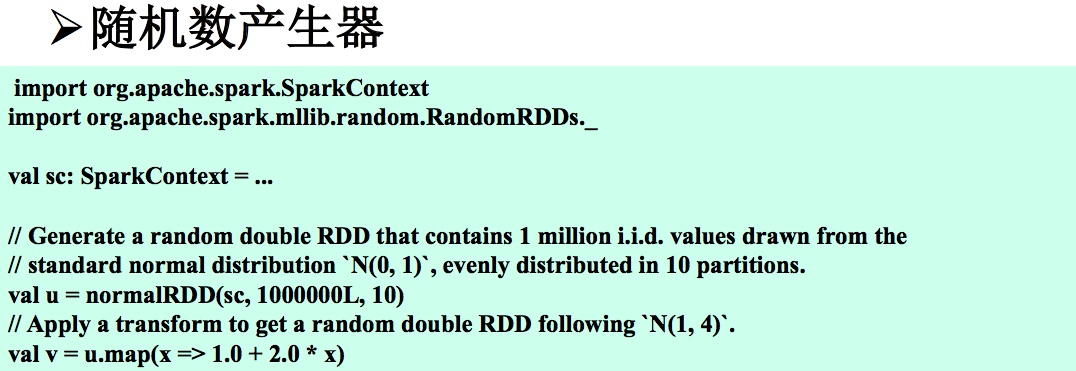 ➢随机数产生器
import org.apache.spark.SparkContext
import org.apache.spark.mllib.random.RandomRDDs._
val sc: SparkContext = ...
// Generate a random double RDD that contains 1 million i.i.d. values drawn from the
// standard normal distribution `N(0, 1)`, evenly distributed in 10 partitions.
val u = normalRDD(sc, 1000000L, 10)
// Apply a transform to get a random double RDD following `N(1, 4)`.
val v = u.map(x => 1.0 + 2.0 * x)